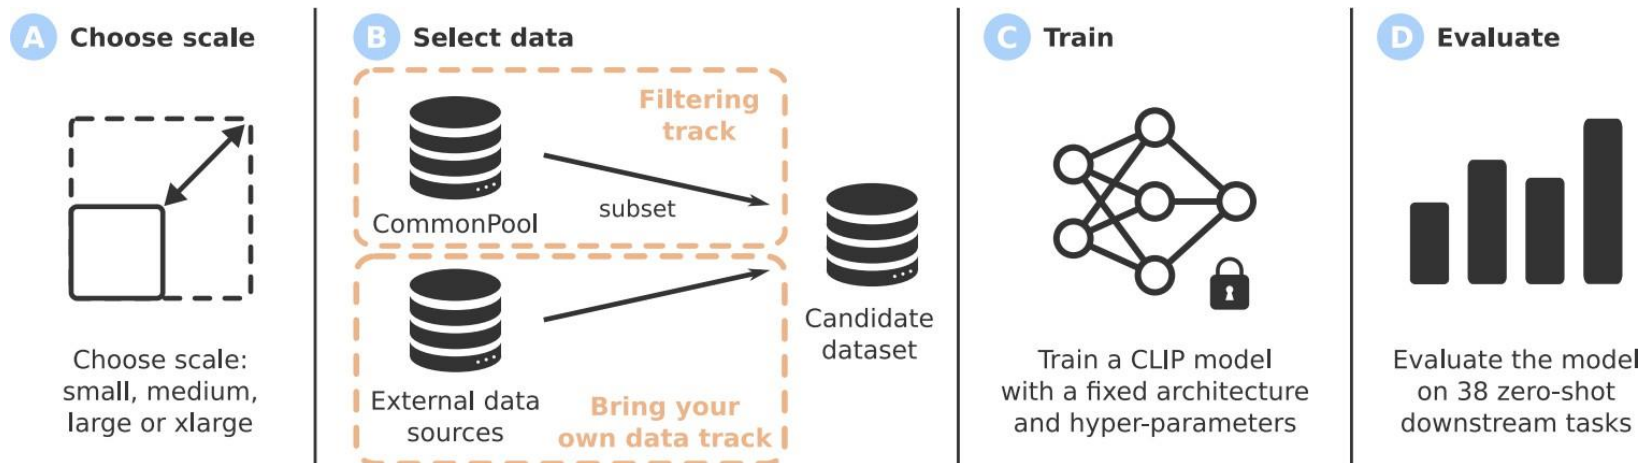 A Choose scale
Choose scale:
small, medium,
large or xlarge
B Select data
Filtering
track
CommonPool
subset
External data
sources
Bring your
own data track
Candidate
dataset
C Train
Train a CLIP model
with a fixed architecture
and hyper-parameters
D Evaluate
Evaluate the model
on 38 zero-shot
downstream tasks